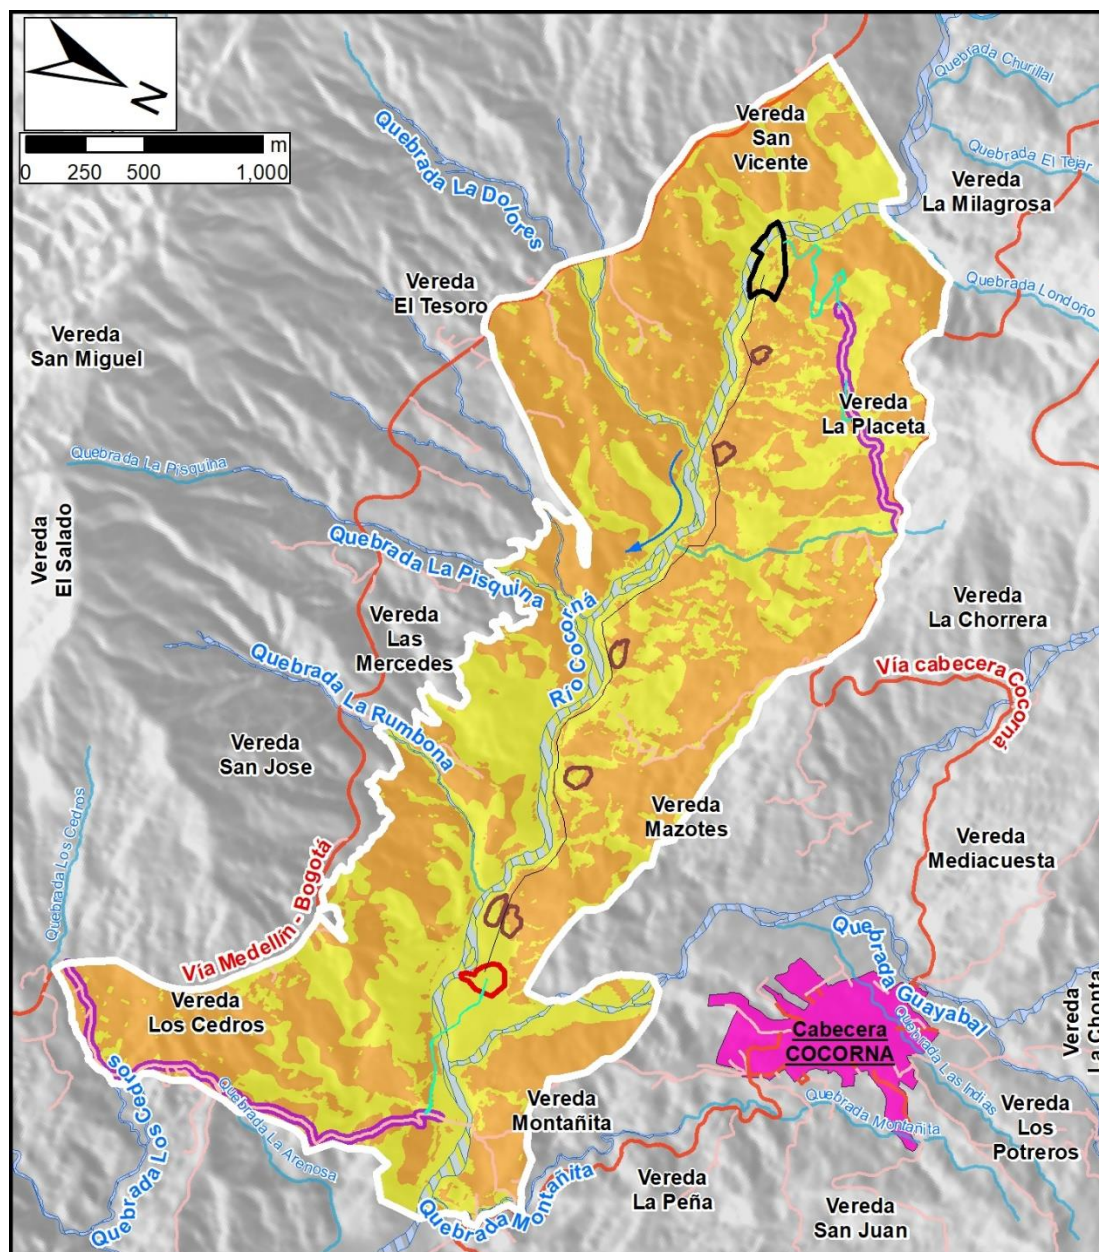 N
m
0 250 500 1,000
Quebrada Churillal
Quebrada La Dolores
Vereda
San
Vicente
Quebrada El Tejar
Vereda
La Milagrosa
Vereda
El Tesoro
Quebrada Londoño
Vereda
San Miguel
Vereda
La Placeta
Quebrada La Pisquina
Vereda
El Salado
Quebrada La Pisquina
Vereda
La Chorrera
Vereda
Las
Mercedes
Río Cocorná
Vía cabecera Cocorná
Quebrada La Rumbona
Vereda
San Jose
Vereda
Mazotes
Vereda
Mediacuesta
Quebrada Los Cedros
Vía Medellín - Bogotá
Quebrada Guayabal
Vereda
Los Cedros
Cabecera
COCORNA
Vereda
La Chonta
Quebrada Las Indias
Quebrada Los Cedros
Quebrada La Arenosa
Vereda
Montañita
Quebrada Montañita
Vereda
Los
Potreros
Quebrada Montañita
Vereda
La Peña
Vereda
San Juan